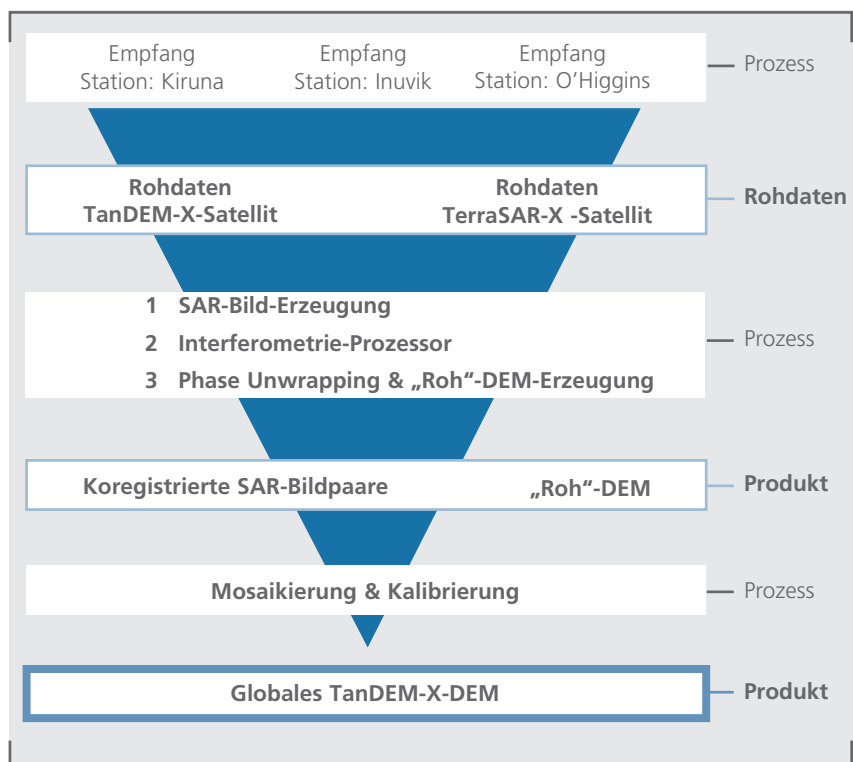 Empfang
Station: Kiruna
Empfang
Station: Inuvik
Empfang
Station: O’Higgins
Prozess
Rohdaten
TanDEM-X-Satellit
Rohdaten
TerraSAR-X -Satellit
Rohdaten
1 SAR-Bild-Erzeugung
2 Interferometrie-Prozessor
3 Phase Unwrapping & „Roh“-DEM-Erzeugung
Prozess
Koregistrierte SAR-Bildpaare
„Roh“-DEM
Produkt
Mosaikierung & Kalibrierung
Prozess
Globales TanDEM-X-DEM
Produkt